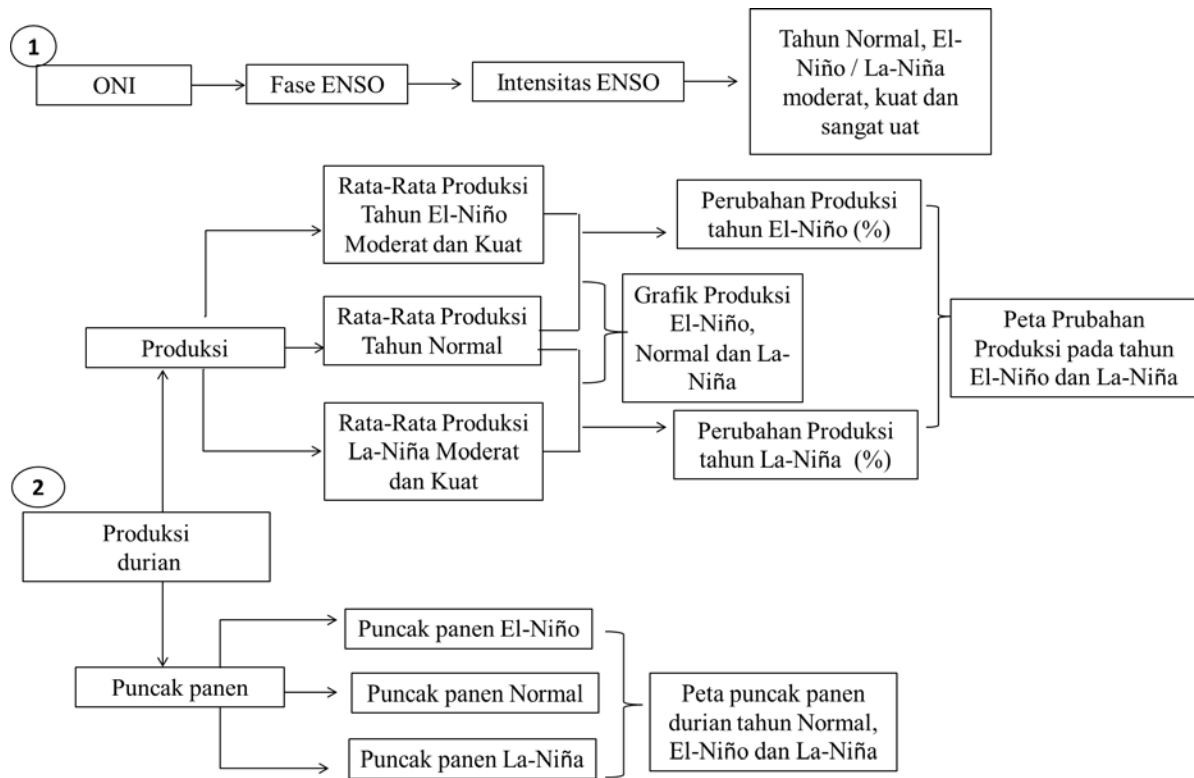 1
ONI
Fase ENSO
Intensitas ENSO
Tahun Normal, El-
Niño / La-Niña
moderat, kuat dan
sangat uat
Rata-Rata Produksi
Tahun El-Niño
Moderat dan Kuat
Perubahan Produksi
tahun El-Niño (%)
Produksi
Rata-Rata Produksi
Tahun Normal
Grafik Produksi
El-Niño,
Normal dan La-
Niña
Peta Prubahan
Produksi pada tahun
El-Niño dan La-Niña
Rata-Rata Produksi
La-Niña Moderat
dan Kuat
Perubahan Produksi
tahun La-Niña (%)
2
Produksi
durian
Puncak panen
Puncak panen El-Niño
Puncak panen Normal
Puncak panen La-Niña
Peta puncak panen
durian tahun Normal,
El-Niño dan La-Niña